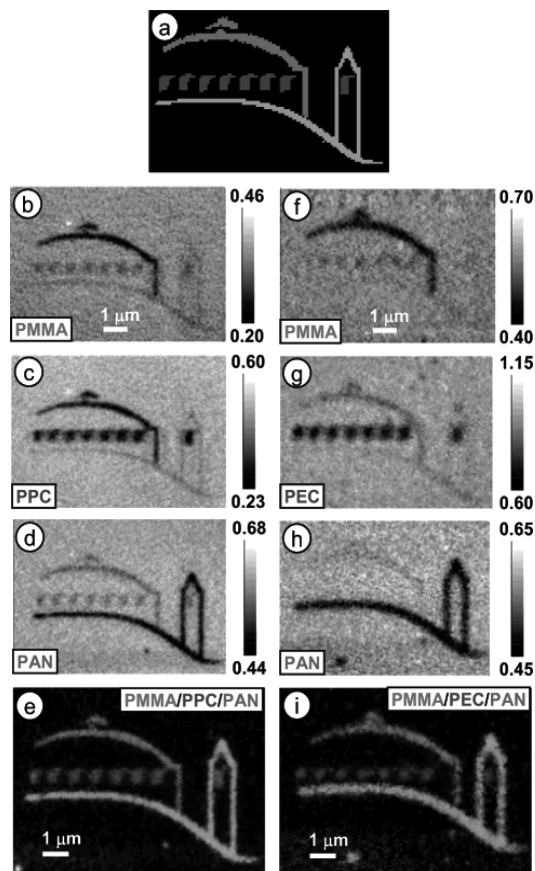 a
b
0.46
PMMA
1 μm
0.20
f
0.70
PMMA
1 μm
0.40
c
0.60
PPC
0.23
g
1.15
PEC
0.60
d
0.68
PAN
0.44
h
0.65
PAN
0.45
e
PMMA/PPC/PAN
1 μm
i
PMMA/PEC/PAN
1 μm